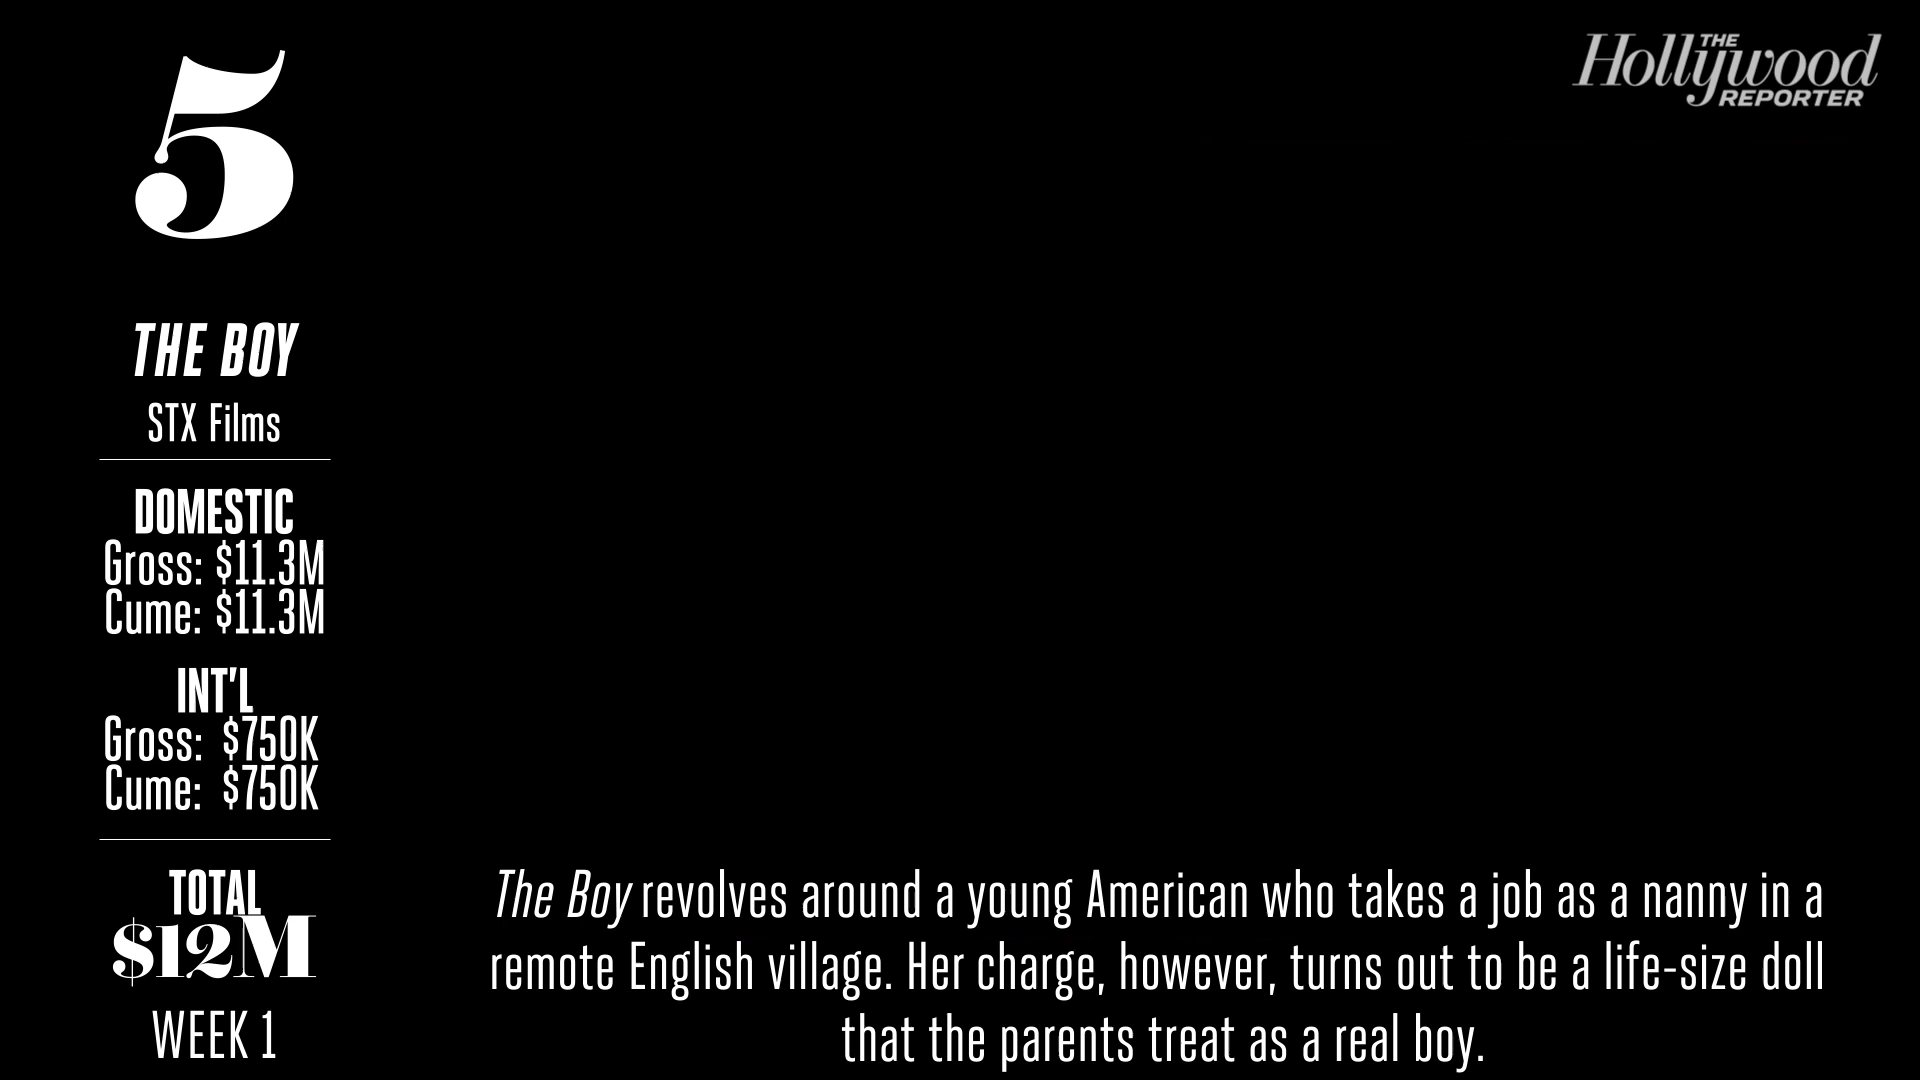 5
THE Hollywood REPORTER
THE BOY
STX Films
DOMESTIC
Gross: $11.3M
Cume: $11.3M
INT'L
Gross: $750K
Cume: $750K
TOTAL
$12M
WEEK 1
The Boy revolves around a young American who takes a job as a nanny in a
remote English village. Her charge, however, turns out to be a life-size doll
that the parents treat as a real boy.